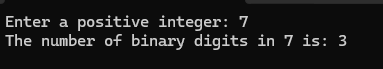 Enter a positive integer: 7
The number of binary digits in 7 is: 3